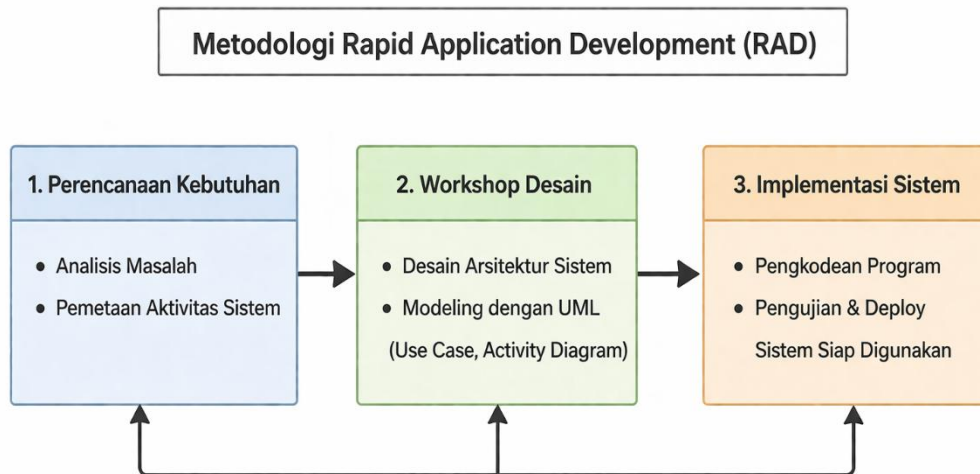 Metodologi Rapid Application Development (RAD)
1. Perencanaan Kebutuhan
• Analisis Masalah
• Pemetaan Aktivitas Sistem
2. Workshop Desain
• Desain Arsitektur Sistem
• Modeling dengan UML
(Use Case, Activity Diagram)
3. Implementasi Sistem
• Pengkodean Program
• Pengujian & Deploy
Sistem Siap Digunakan